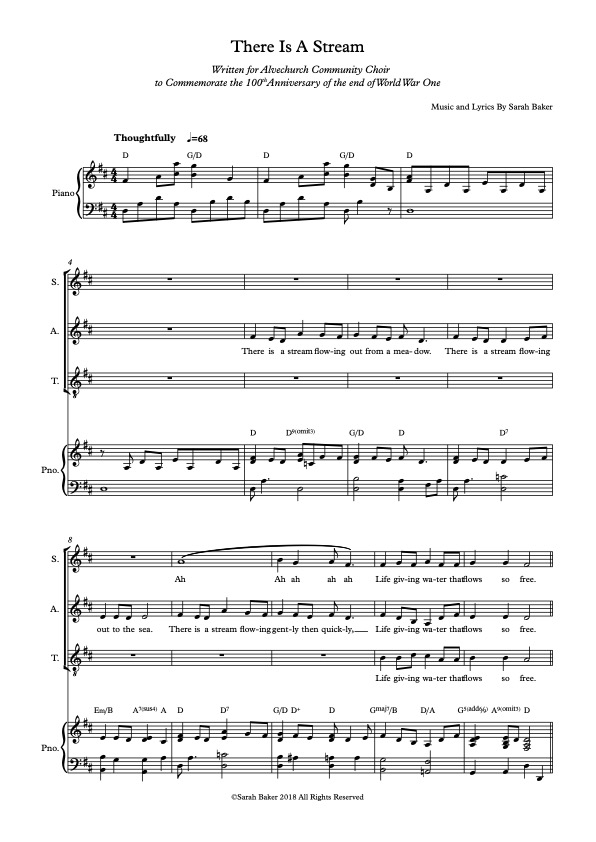 There Is A Stream
Written for Alvechurch Community Choir
to Commemorate the 100th Anniversary of the end of World War One
Music and Lyrics By Sarah Baker
Thoughtfully ♩=68
D G/D D G/D D
Piano
4
S.
A.
There is a stream flow-ing out from a mea-dow. There is a stream flow-ing
T.
D D9(omit3) G/D D D7
Pno.
8
S.
Ah Ah ah ah ah Life giv-ing wa-ter that flows so free.
A.
out to the sea. There is a stream flow-ing gent-ly then quick-ly, Life giv-ing wa-ter that flows so free.
T.
Life giv-ing wa-ter that flows so free.
Em/B A7(sus4) A D D7 G/D D+ D Gmaj7/B D/A A9(omit3) D
Pno.
©Sarah Baker 2018 All Rights Reserved